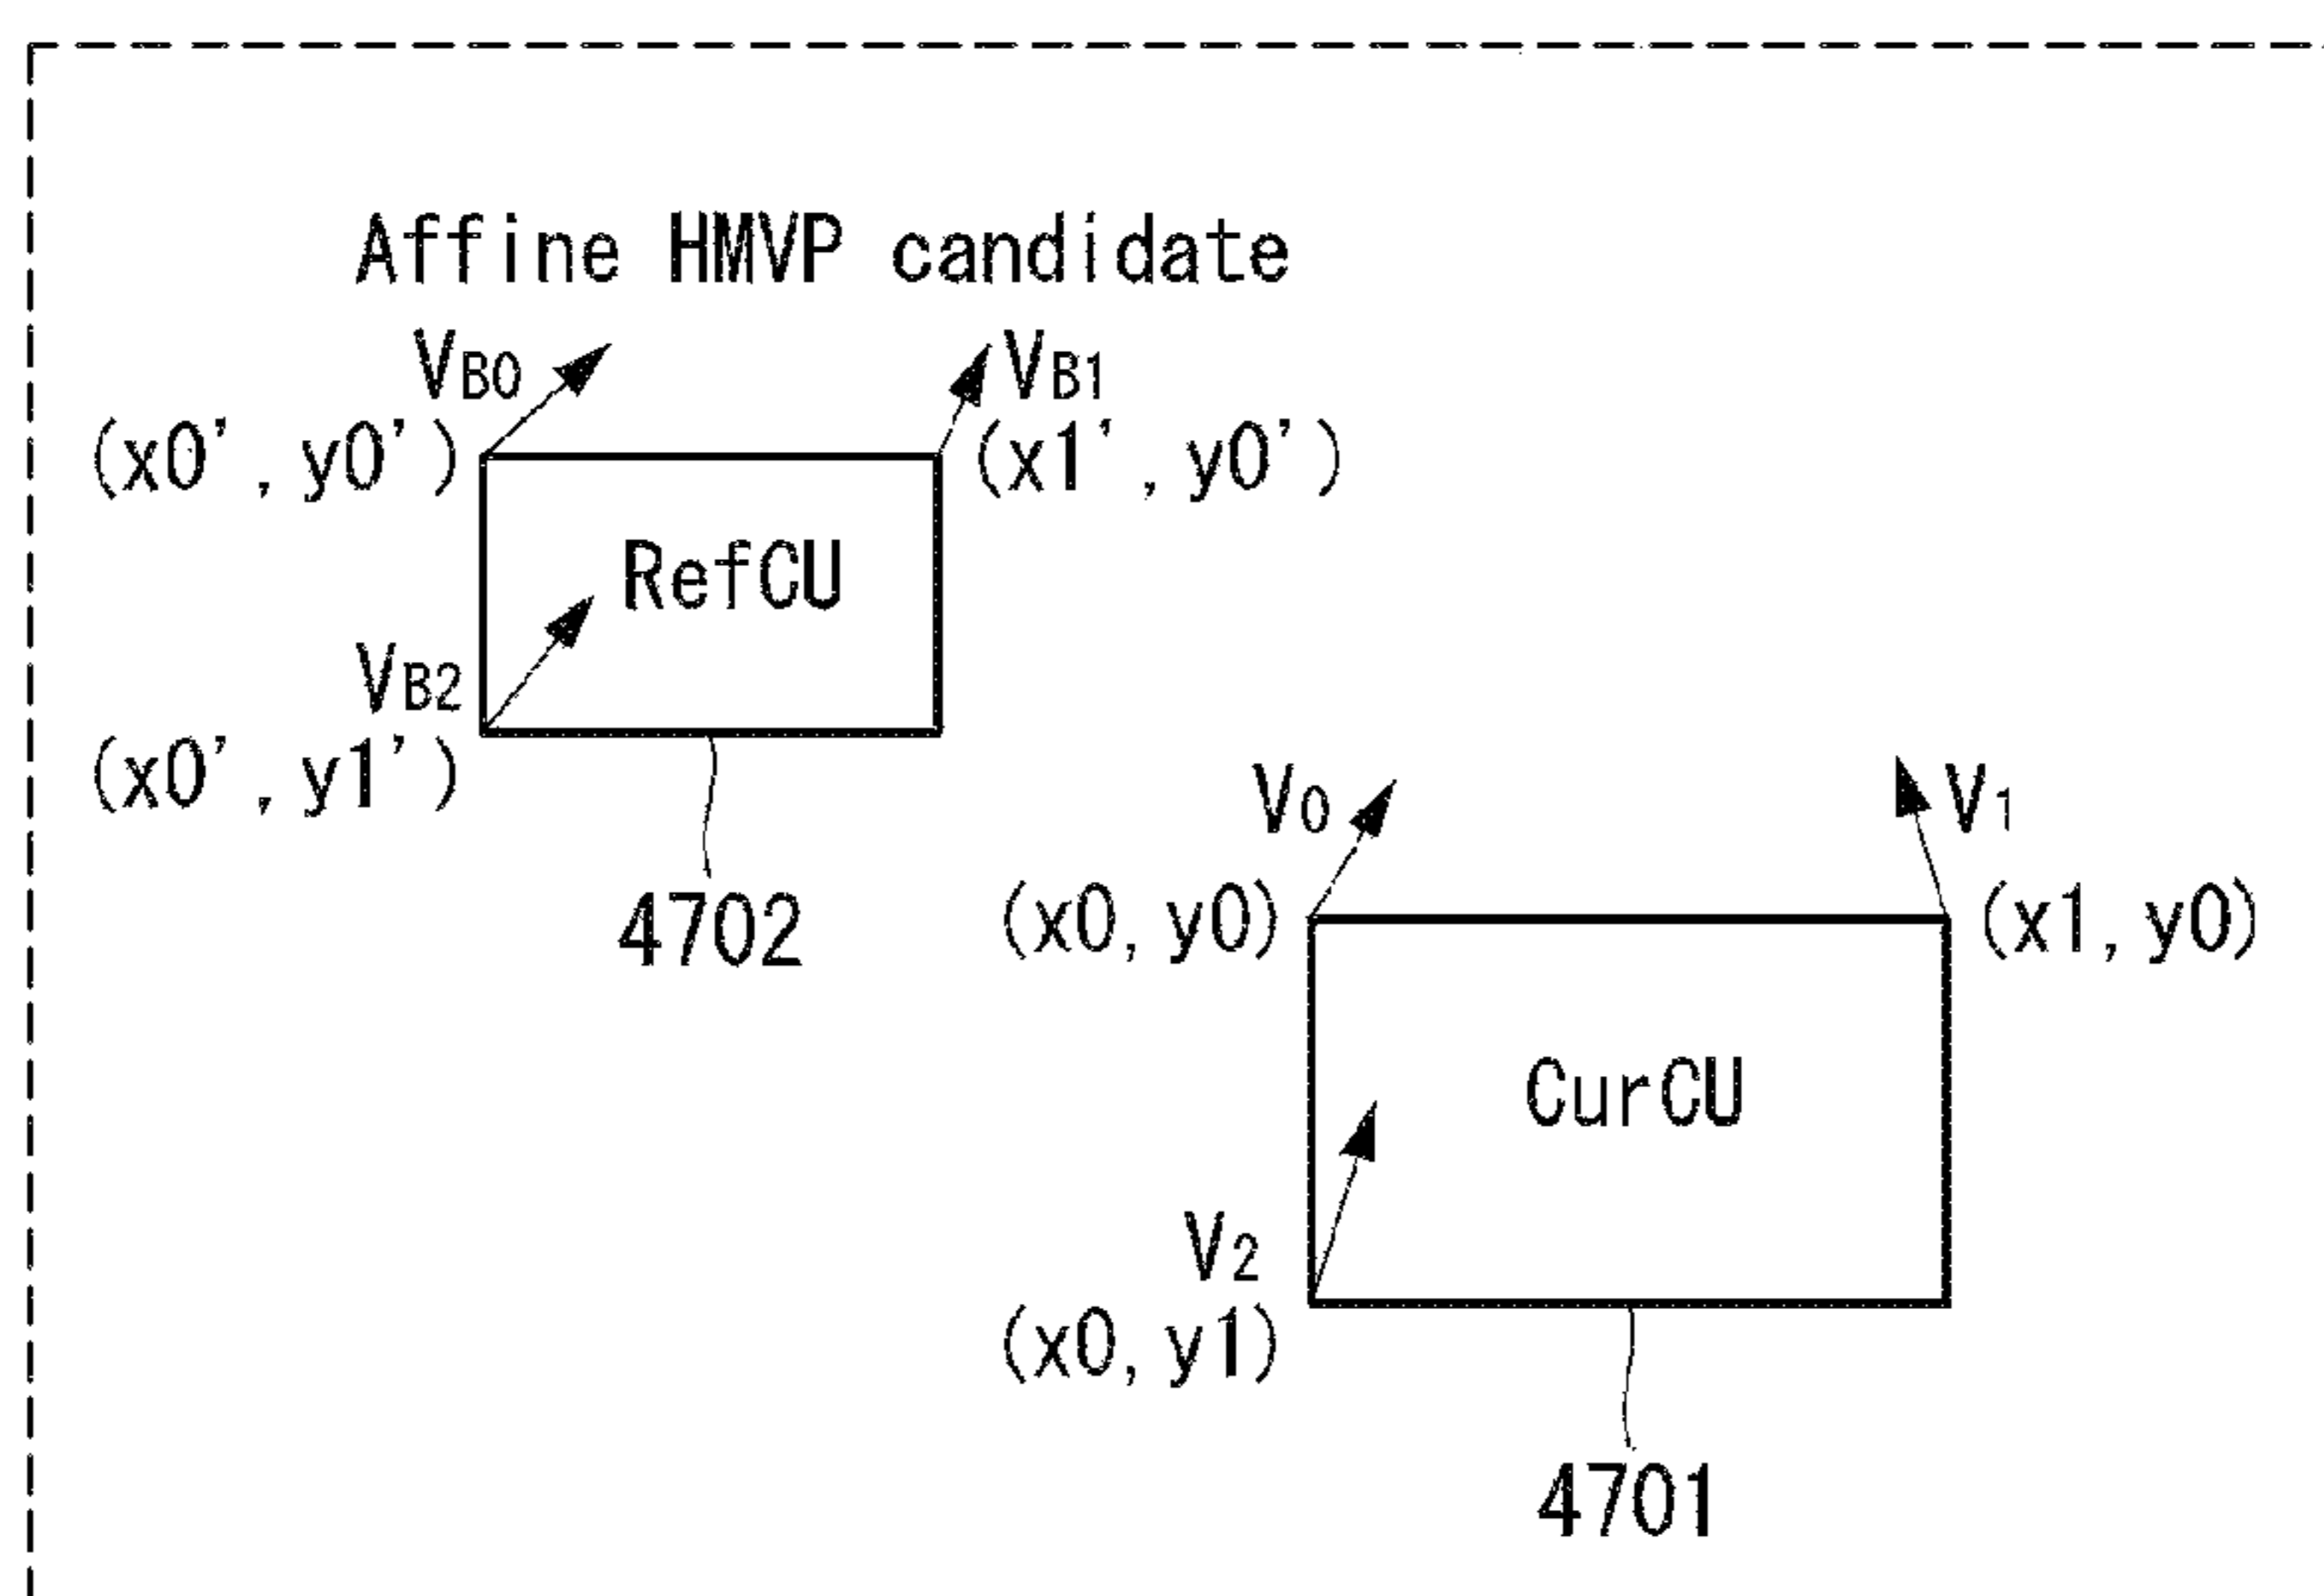 Affine HMVP candidate
VB0
VB1
(x0', y0')
(x1', y0')
RefCU
VB2
(x0', y1')
4702
V0
V1
(x0, y0)
(x1, y0)
CurCU
V2
(x0, y1)
4701